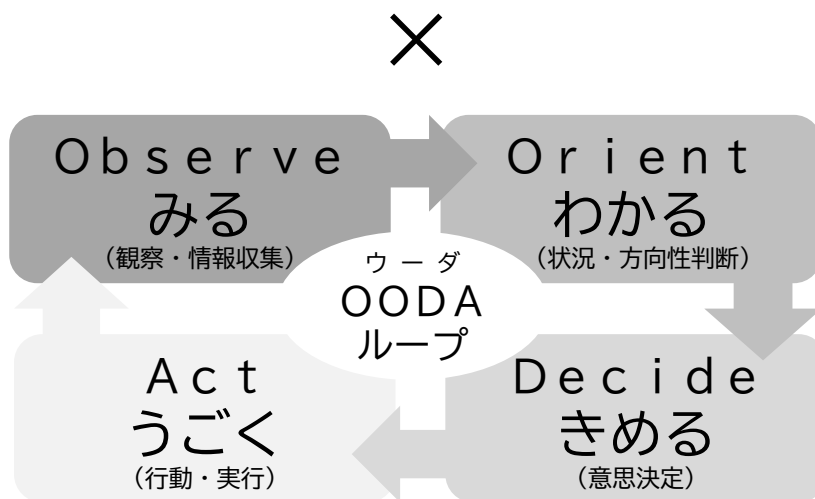 ×
Observe
みる
（観察・情報収集）
Orient
わかる
（状況・方向性判断）
ウーダ
OODA
ループ
Act
うごく
（行動・実行）
Decide
きめる
（意思決定）